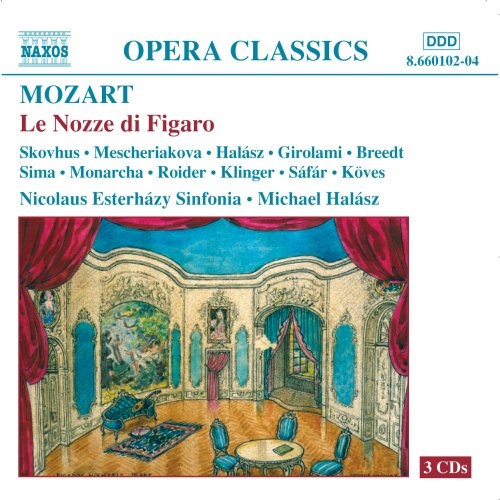 NAXOS
OPERA CLASSICS
DDD
8.660102-04
MOZART
Le Nozze di Figaro
Skovhus • Mescheriakova • Halász • Girolami • Breedt
Sima • Monarcha • Roider • Klinger • Sáfár • Köves
Nicolaus Esterházy Sinfonia • Michael Halász
3 CDs